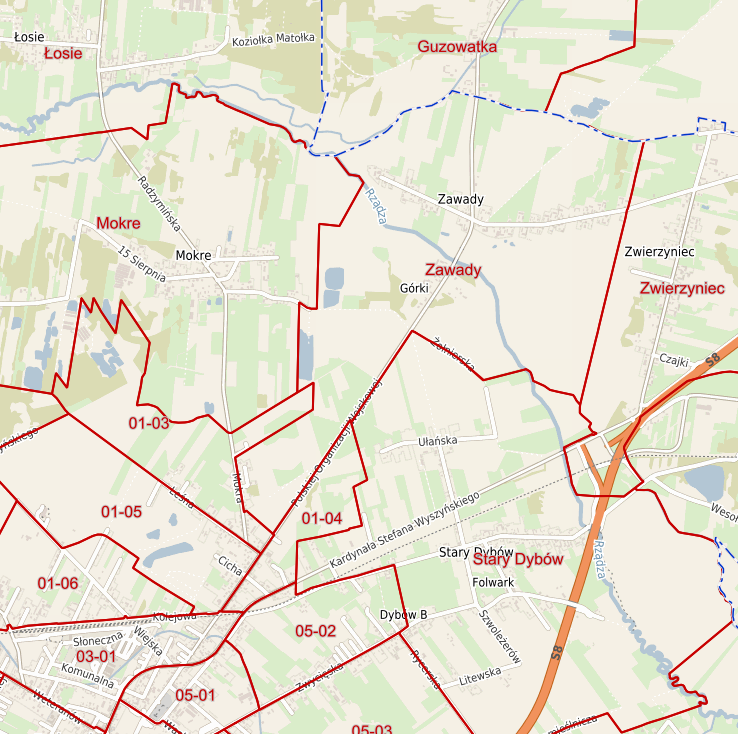 Łosie
Koziołka Matołka
Guzowatka
Łosie
Radzymińska
Rządza
Zawady
Mokre
15 Sierpnia
Mokre
Zawady
Zwierzyniec
Górki
Zwierzyniec
Żołnierska
Czajki
S8
Polskiej Organizacji Wojskowej
01-03
Ułańska
Leśna
Mokra
01-05
01-04
Kardynała Stefana Wyszyńskiego
Stary Dybów
Stary Dybów
Cicha
Rządza
01-06
Folwark
Kolejowa
Dybów B
Szwoleżerów
Słoneczna
Wiejska
05-02
03-01
S8
Komunalna
Zwycięska
Rycerska
Litewska
05-01
Weteranów
05-03